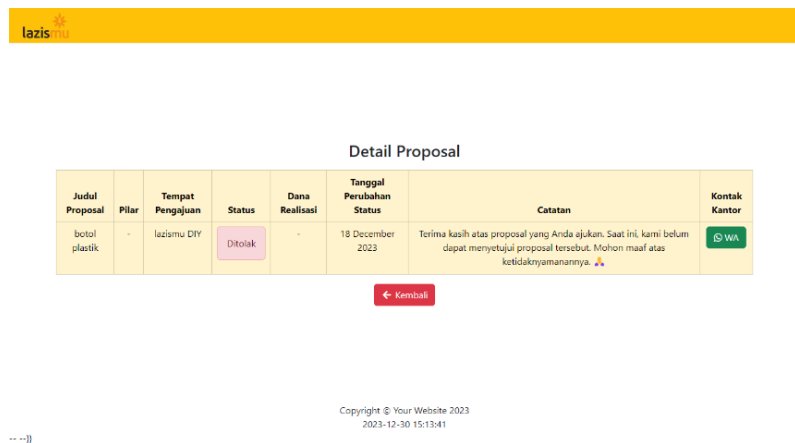 lazismu
Detail Proposal
Judul Proposal Pilar Tempat Pengajuan Status Dana Realisasi Tanggal Perubahan Status Catatan Kontak Kantor
botol plastik - lazismu DIY Ditolak - 18 December 2023 Terima kasih atas proposal yang Anda ajukan. Saat ini, kami belum dapat menyetujui proposal tersebut. Mohon maaf atas ketidaknyamanannya. 🙏 WA
← Kembali
Copyright © Your Website 2023
2023-12-30 15:13:41
-- --}}